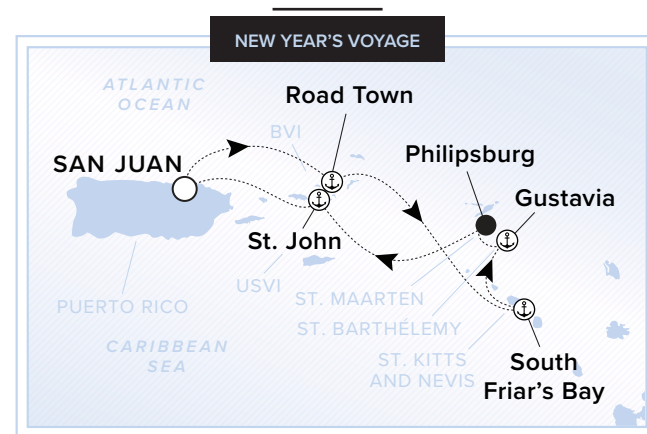 NEW YEAR'S VOYAGE
ATLANTIC
OCEAN
Road Town
BVI
Philipsburg
SAN JUAN
Gustavia
St. John
USVI
PUERTO RICO
ST. MAARTEN
ST. BARTHÉLEMY
CARIBBEAN
SEA
ST. KITTS
AND NEVIS
South
Friar's Bay